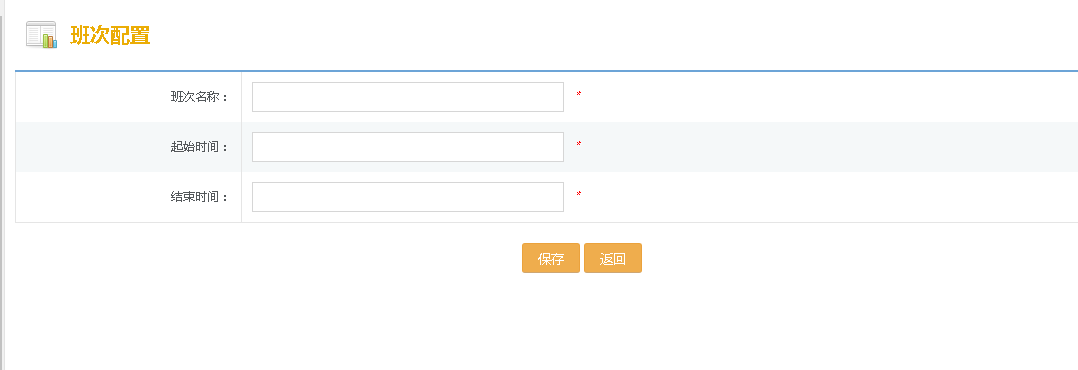 班次配置
班次名称： *
起始时间： *
结束时间： *
保存 返回